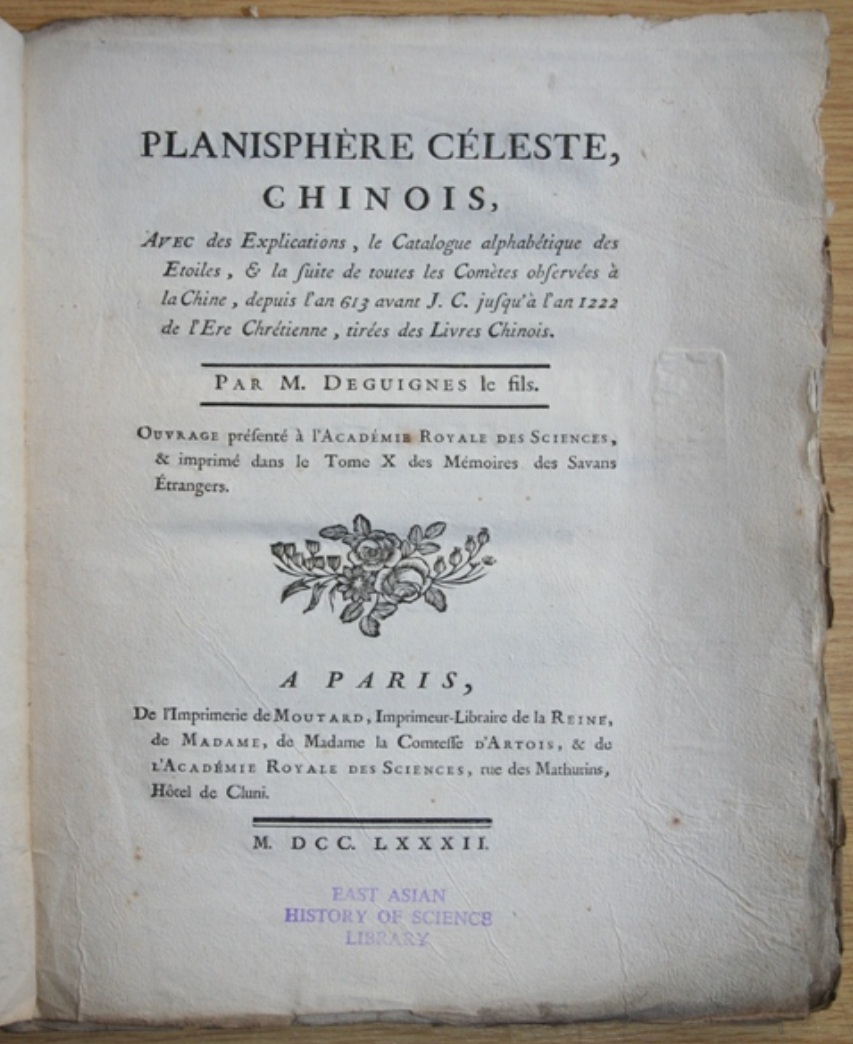 PLANISPHÈRE CÉLESTE,
CHINOIS,
AVEC des Explications, le Catalogue alphabétique des
Etoiles, & la ſuite de toutes les Comètes obſervées à
la Chine, depuis l'an 613 avant J. C. juſqu'à l'an 1222
de l'Ere Chrétienne, tirées des Livres Chinois.
PAR M. DEGUIGNES le fils.
OUVRAGE préſenté à l'ACADÉMIE ROYALE DES SCIENCES,
& imprimé dans le Tome X des Mémoires des Savans
Étrangers.
A PARIS,
De l'Imprimerie de MOUTARD, Imprimeur-Libraire de la REINE,
de MADAME, de Madame la Comteſſe D'ARTOIS, & de
L'ACADÉMIE ROYALE DES SCIENCES, rue des Mathurins,
Hôtel de Cluni.
M. DCC. LXXXII.
EAST ASIAN
HISTORY OF SCIENCE
LIBRARY